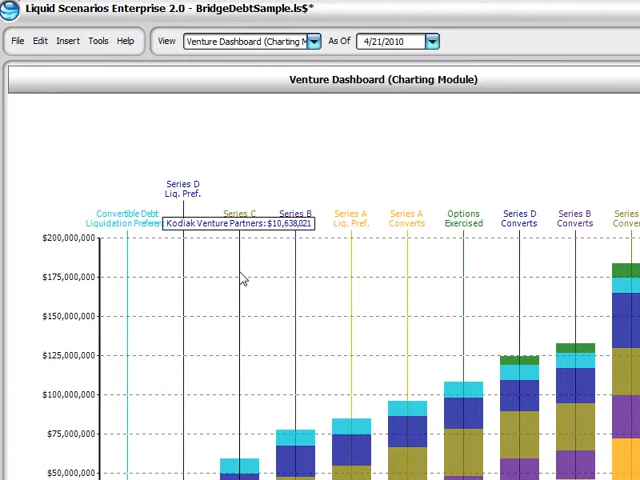 Liquid Scenarios Enterprise 2.0 - BridgeDebtSample.ls$*
File Edit Insert Tools Help View Venture Dashboard (Charting M As Of 4/21/2010
Venture Dashboard (Charting Module)
Series D
Liq. Pref.
Convertible Debt Series C Series B Series A Series A Options Series D Series B Series
Liquidation Prefere Kodiak Venture Partners: $10,638,021 Liq. Pref. Converts Exercised Converts Converts Conver
$200,000,000
$175,000,000
$150,000,000
$125,000,000
$100,000,000
$75,000,000
$50,000,000